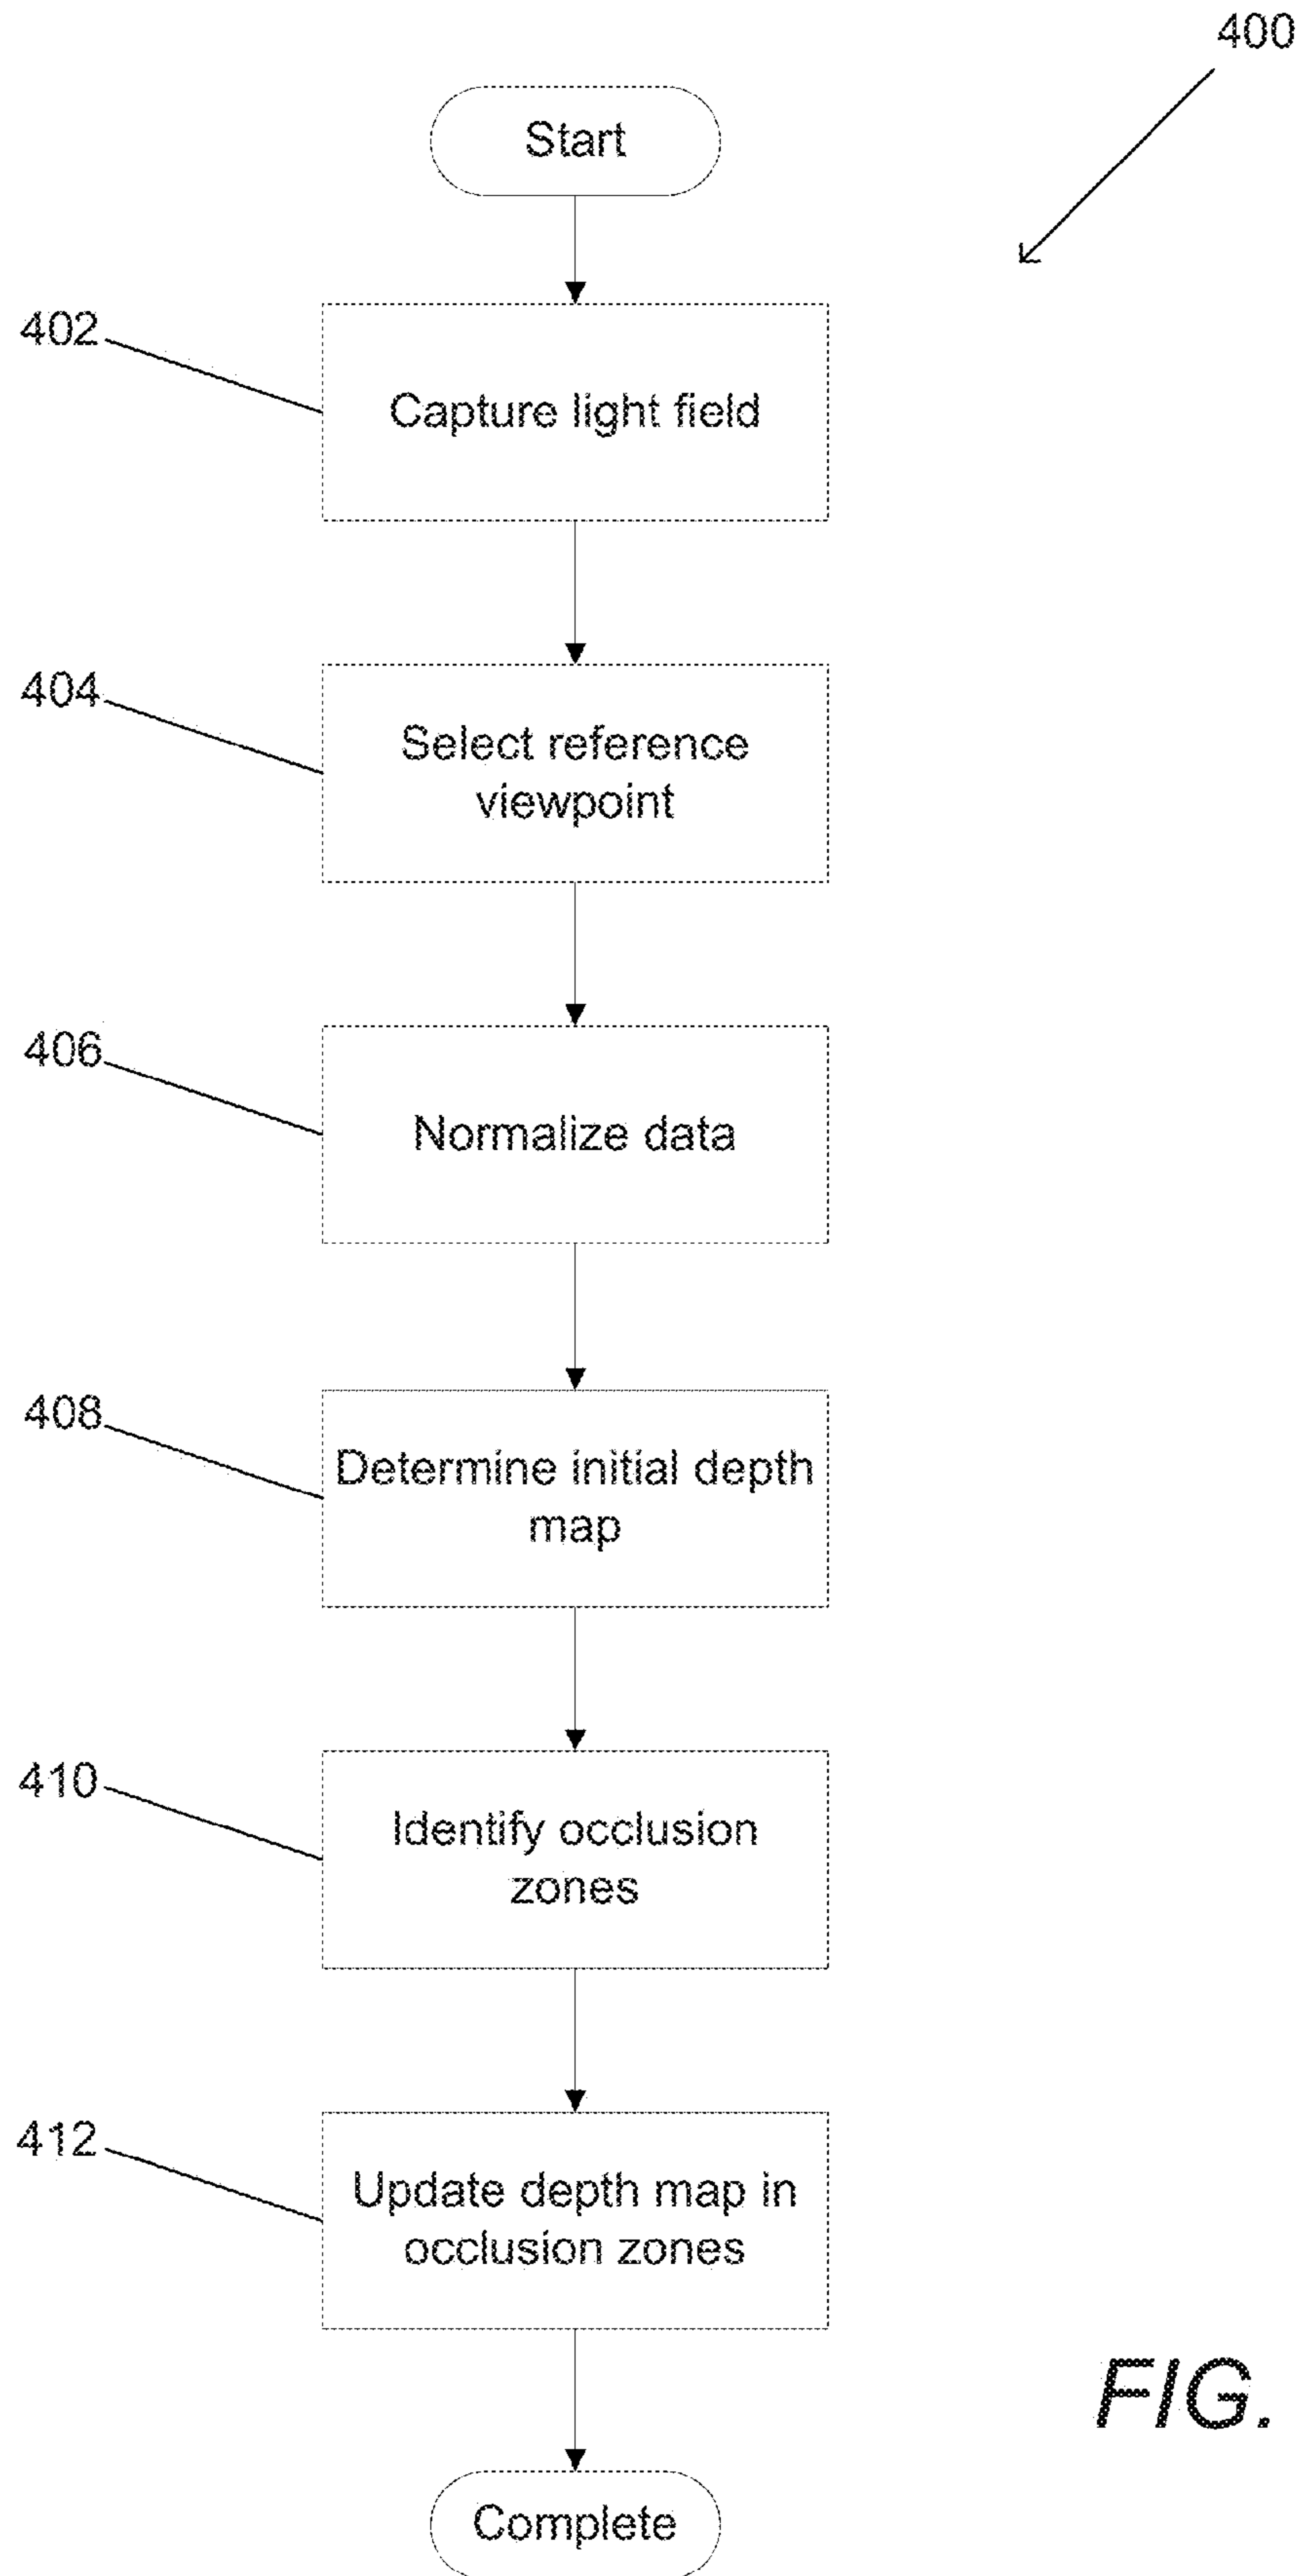 400
Start
402
Capture light field
404
Select reference
viewpoint
406
Normalize data
408
Determine initial depth
map
410
Identify occlusion
zones
412
Update depth map in
occlusion zones
FIG.
Complete